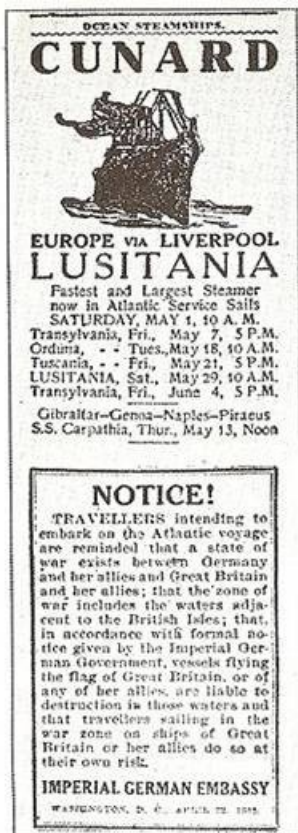 OCEAN STEAMSHIPS.
CUNARD
EUROPE VIA LIVERPOOL
LUSITANIA
Fastest and Largest Steamer
now in Atlantic Service Sails
SATURDAY, MAY 1, 10 A. M.
Transylvania, Fri., May 7, 5 P.M.
Orduna, - - Tues., May 18, 10 A.M.
Tuscania, - - Fri., May 21, 5 P.M.
LUSITANIA, Sat., May 29, 10 A.M.
Transylvania, Fri., June 4, 5 P.M.
Gibraltar-Genoa-Naples-Piraeus
S.S. Carpathia, Thur., May 13, Noon
NOTICE!
TRAVELLERS intending to
embark on the Atlantic voyage
are reminded that a state of
war exists between Germany
and her allies and Great Britain
and her allies; that the zone of
war includes the waters adja-
cent to the British Isles; that,
in accordance with formal no-
tice given by the Imperial Ger-
man Government, vessels flying
the flag of Great Britain, or of
any of her allies, are liable to
destruction in those waters and
that travellers sailing in the
war zone on ships of Great
Britain or her allies do so at
their own risk.
IMPERIAL GERMAN EMBASSY
WASHINGTON, D. C., APRIL 22, 1915.